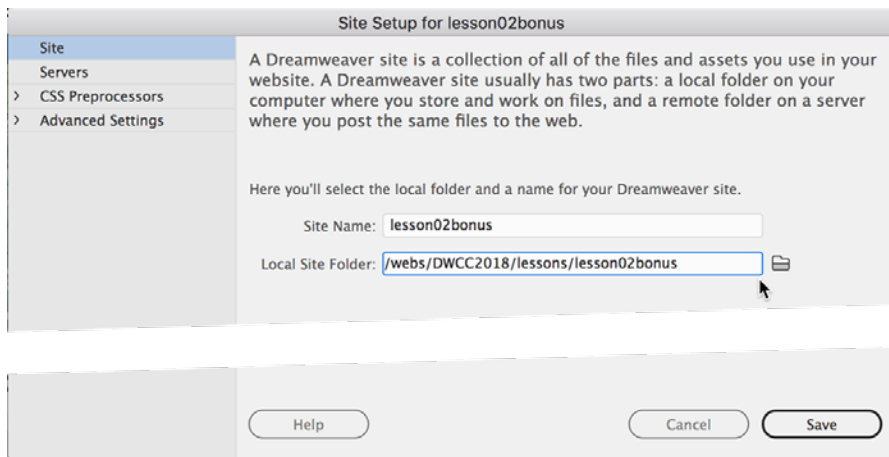 Site Setup for lesson02bonus
Site
Servers
> CSS Preprocessors
> Advanced Settings
A Dreamweaver site is a collection of all of the files and assets you use in your
website. A Dreamweaver site usually has two parts: a local folder on your
computer where you store and work on files, and a remote folder on a server
where you post the same files to the web.
Here you'll select the local folder and a name for your Dreamweaver site.
Site Name: lesson02bonus
Local Site Folder: /webs/DWCC2018/lessons/lesson02bonus
Help Cancel Save